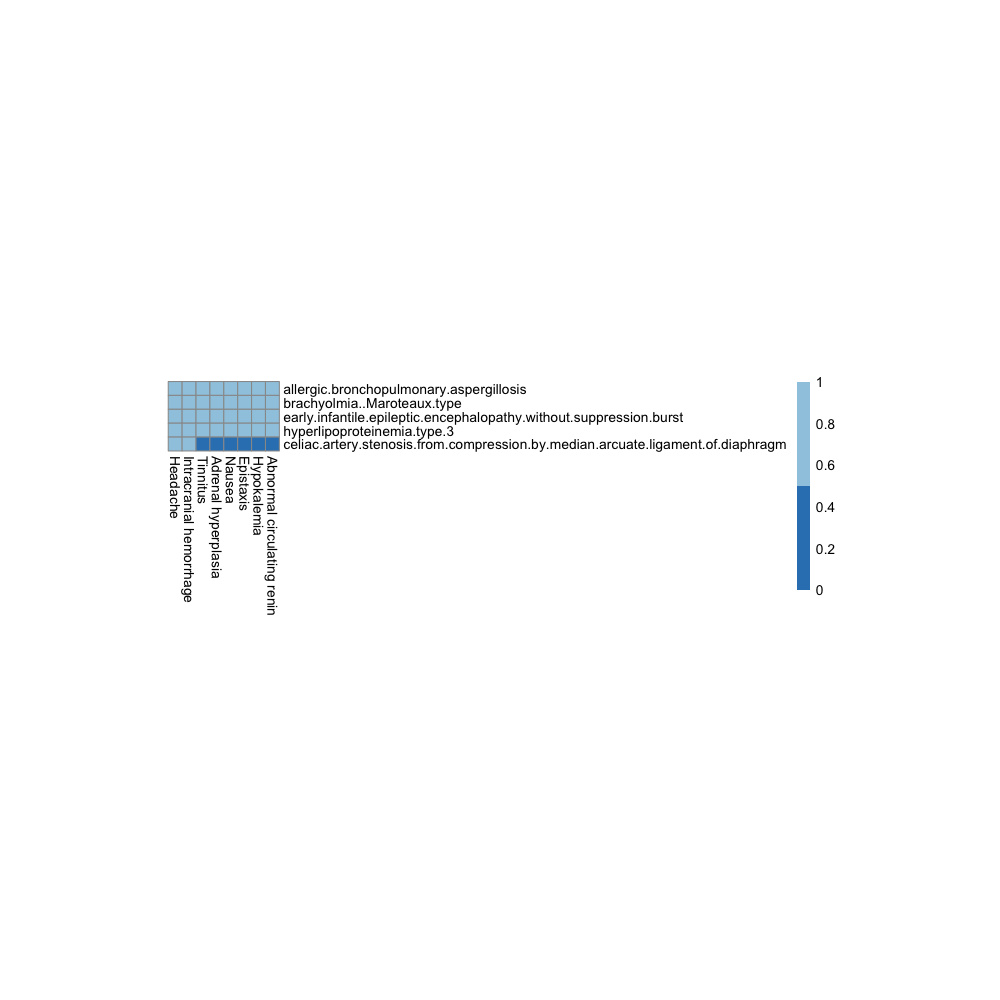 allergic.bronchopulmonary.aspergillosis
brachyolmia..Maroteaux.type
early.infantile.epileptic.encephalopathy.without.suppression.burst
hyperlipoproteinemia.type.3
celiac.artery.stenosis.from.compression.by.median.arcuate.ligament.of.diaphragm
Headache
Intracranial hemorrhage
Tinnitus
Adrenal hyperplasia
Nausea
Epistaxis
Hypokalemia
Abnormal circulating renin
1
0.8
0.6
0.4
0.2
0